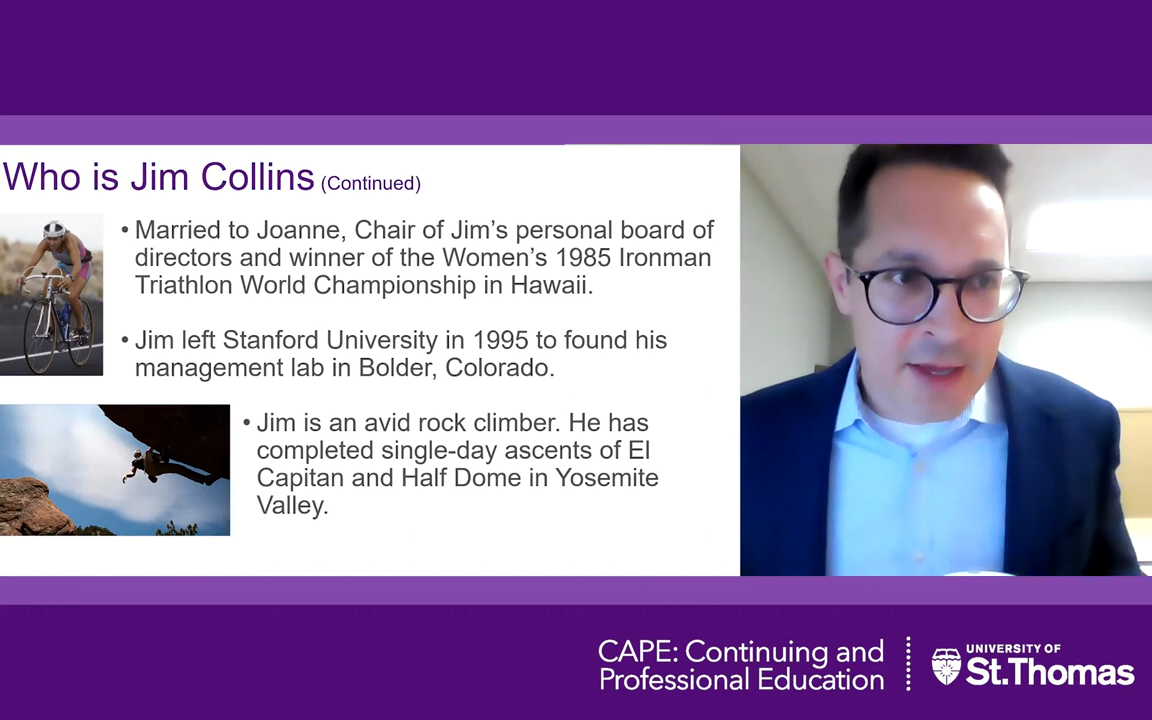 Who is Jim Collins (Continued)
• Married to Joanne, Chair of Jim’s personal board of
directors and winner of the Women’s 1985 Ironman
Triathlon World Championship in Hawaii.
• Jim left Stanford University in 1995 to found his
management lab in Bolder, Colorado.
• Jim is an avid rock climber. He has
completed single-day ascents of El
Capitan and Half Dome in Yosemite
Valley.
CAPE: Continuing and
Professional Education
UNIVERSITY OF
St. Thomas